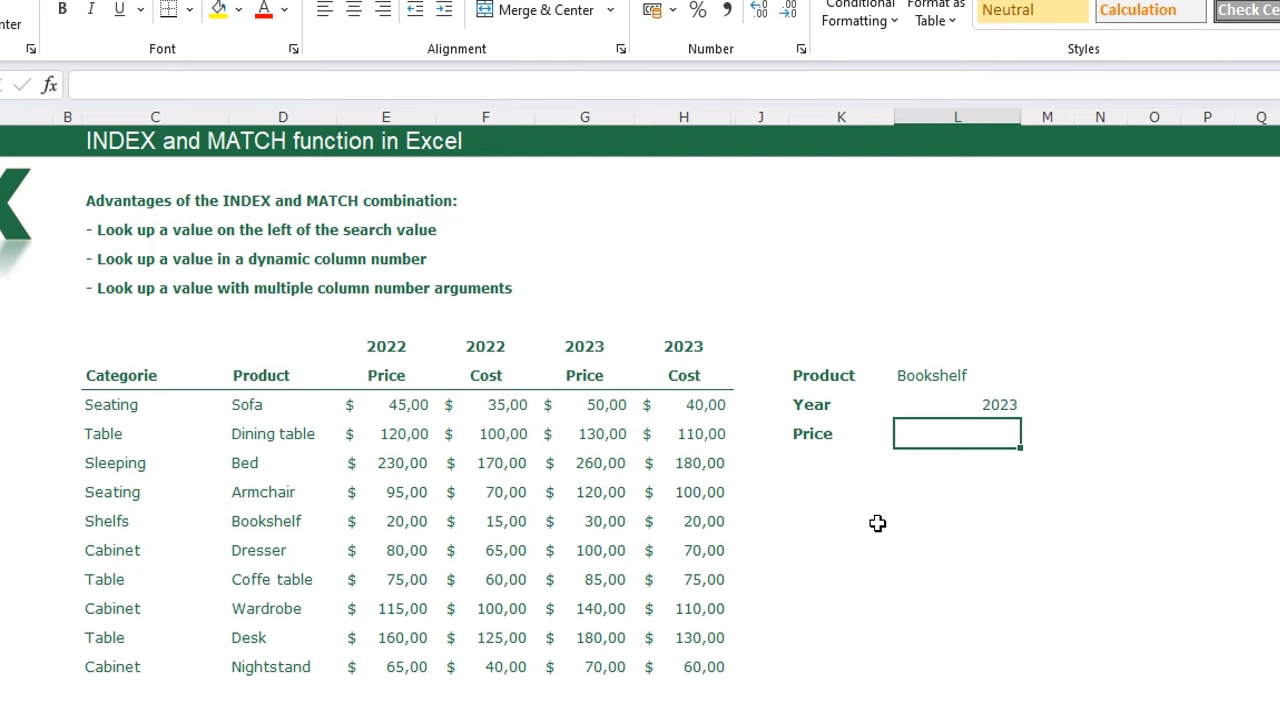 nter B I U A Merge & Center % 9 ,00 Conditional Format as Neutral Calculation Check Ce
Formatting Table
Font Alignment Number Styles
fx
B C D E F G H J K L M N O P Q
INDEX and MATCH function in Excel
Advantages of the INDEX and MATCH combination:
- Look up a value on the left of the search value
- Look up a value in a dynamic column number
- Look up a value with multiple column number arguments
2022 2022 2023 2023
Categorie Product Price Cost Price Cost Product Bookshelf
Seating Sofa $ 45,00 $ 35,00 $ 50,00 $ 40,00 Year 2023
Table Dining table $ 120,00 $ 100,00 $ 130,00 $ 110,00 Price
Sleeping Bed $ 230,00 $ 170,00 $ 260,00 $ 180,00
Seating Armchair $ 95,00 $ 70,00 $ 120,00 $ 100,00
Shelfs Bookshelf $ 20,00 $ 15,00 $ 30,00 $ 20,00
Cabinet Dresser $ 80,00 $ 65,00 $ 100,00 $ 70,00
Table Coffe table $ 75,00 $ 60,00 $ 85,00 $ 75,00
Cabinet Wardrobe $ 115,00 $ 100,00 $ 140,00 $ 110,00
Table Desk $ 160,00 $ 125,00 $ 180,00 $ 130,00
Cabinet Nightstand $ 65,00 $ 40,00 $ 70,00 $ 60,00